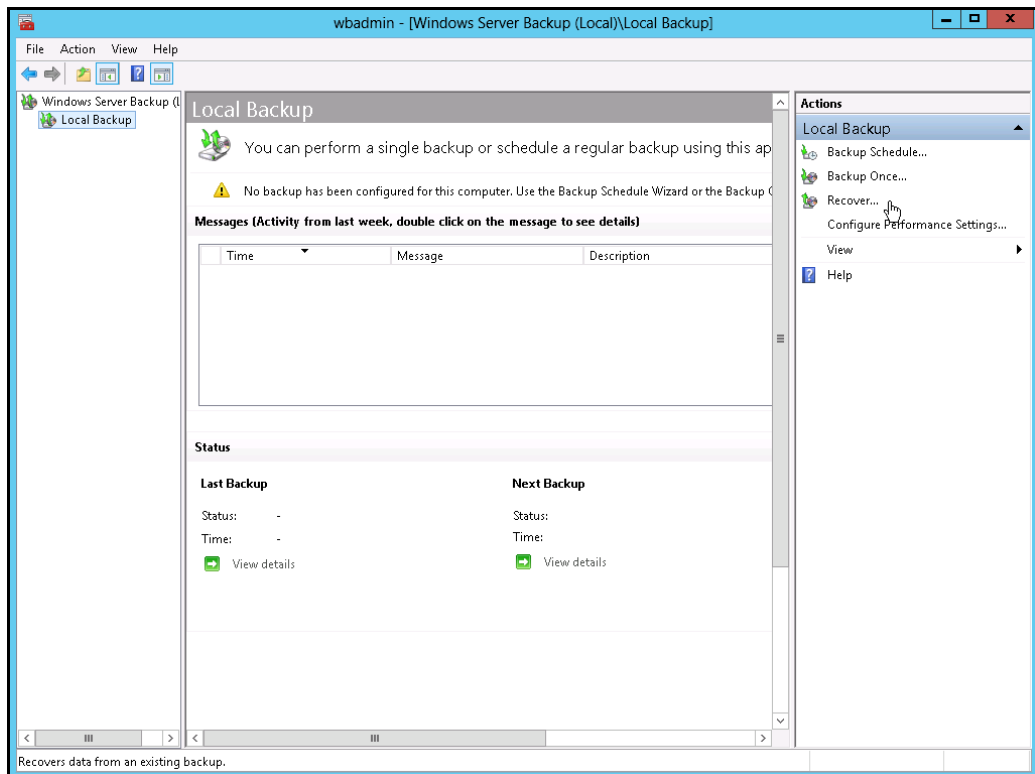 wbadmin - [Windows Server Backup (Local)\Local Backup]
File Action View Help
Windows Server Backup (L
Local Backup
Local Backup
You can perform a single backup or schedule a regular backup using this ap
No backup has been configured for this computer. Use the Backup Schedule Wizard or the Backup O
Messages (Activity from last week, double click on the message to see details)
Time Message Description
Status
Last Backup Next Backup
Status: - Status:
Time: - Time:
View details View details
Actions
Local Backup
Backup Schedule...
Backup Once...
Recover...
Configure Performance Settings...
View
Help
Recovers data from an existing backup.